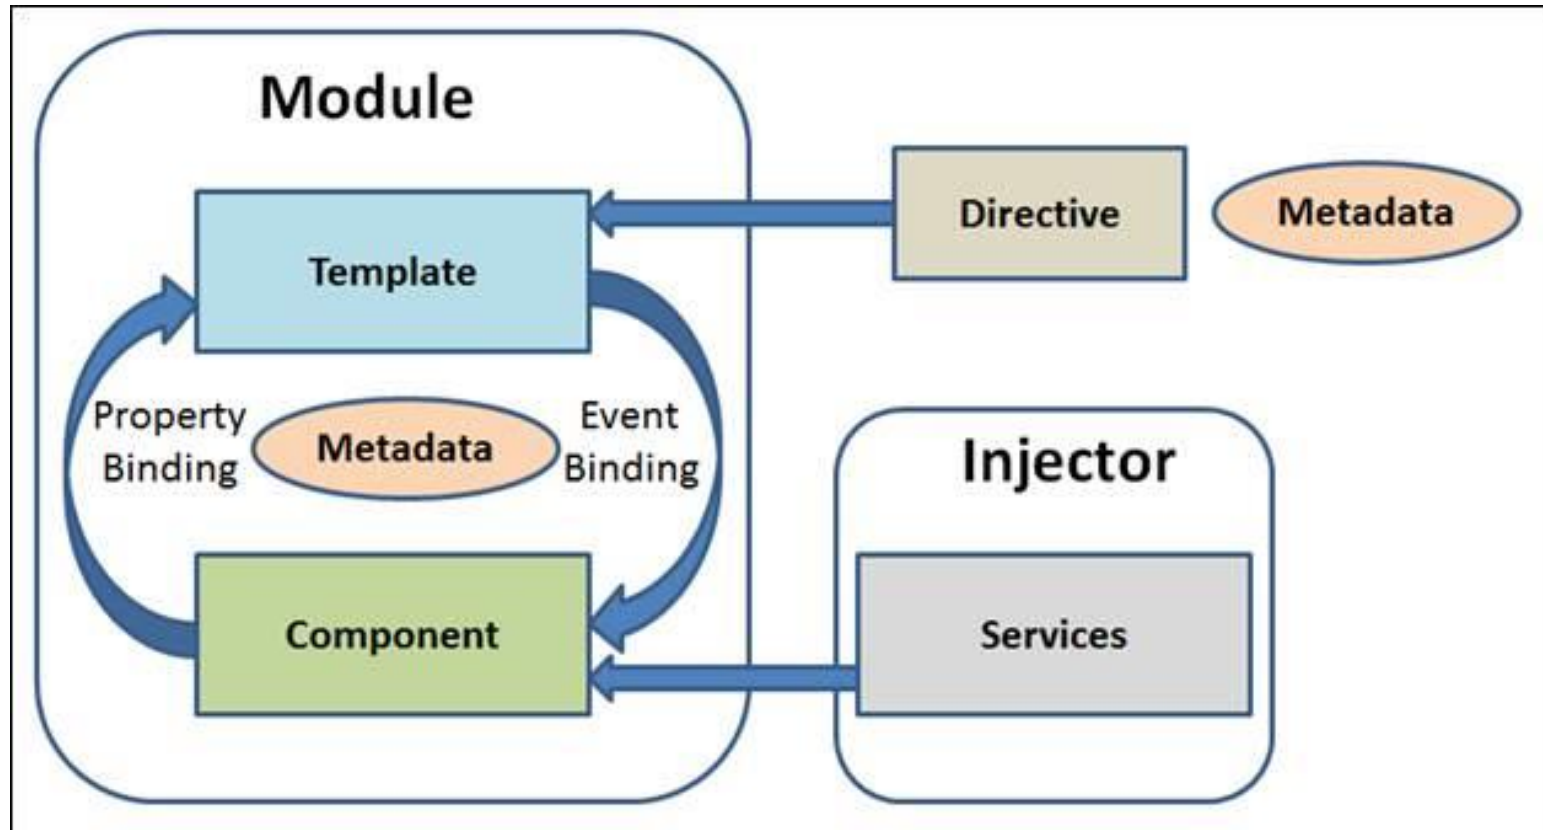 Module
Template
Directive
Metadata
Property
Binding
Metadata
Event
Binding
Injector
Component
Services